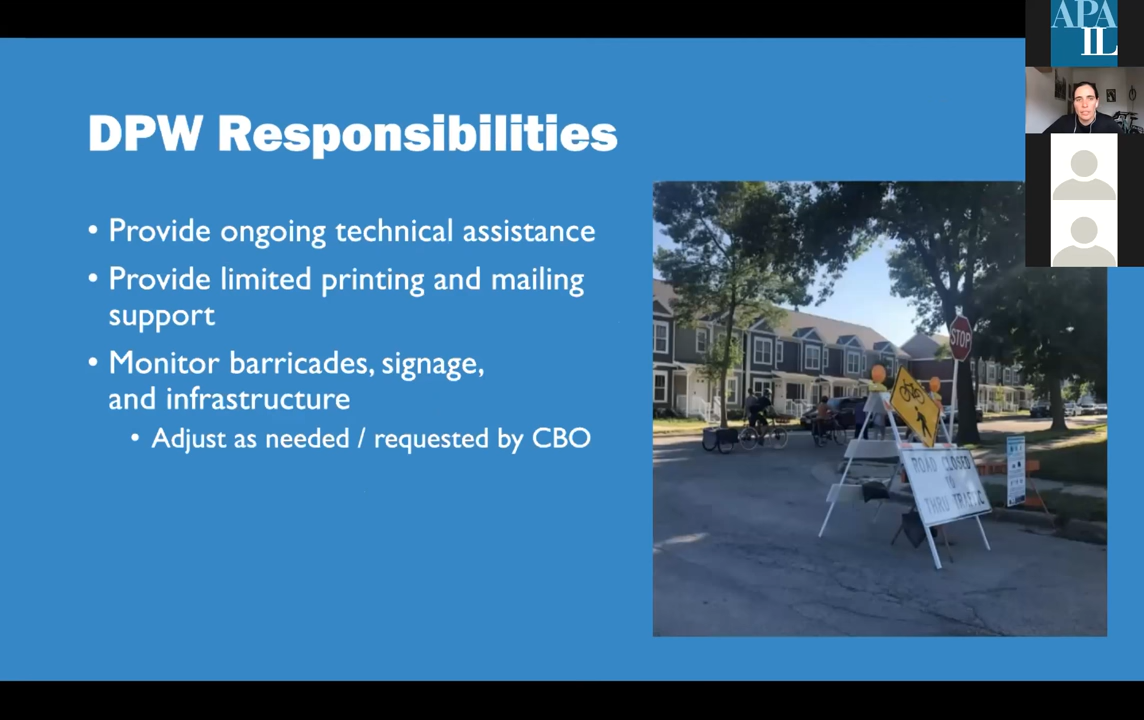 APA
IL
DPW Responsibilities
• Provide ongoing technical assistance
• Provide limited printing and mailing
support
• Monitor barricades, signage,
and infrastructure
• Adjust as needed / requested by CBO
STOP
ROAD CLOSED
TO
THRU TRAFFIC